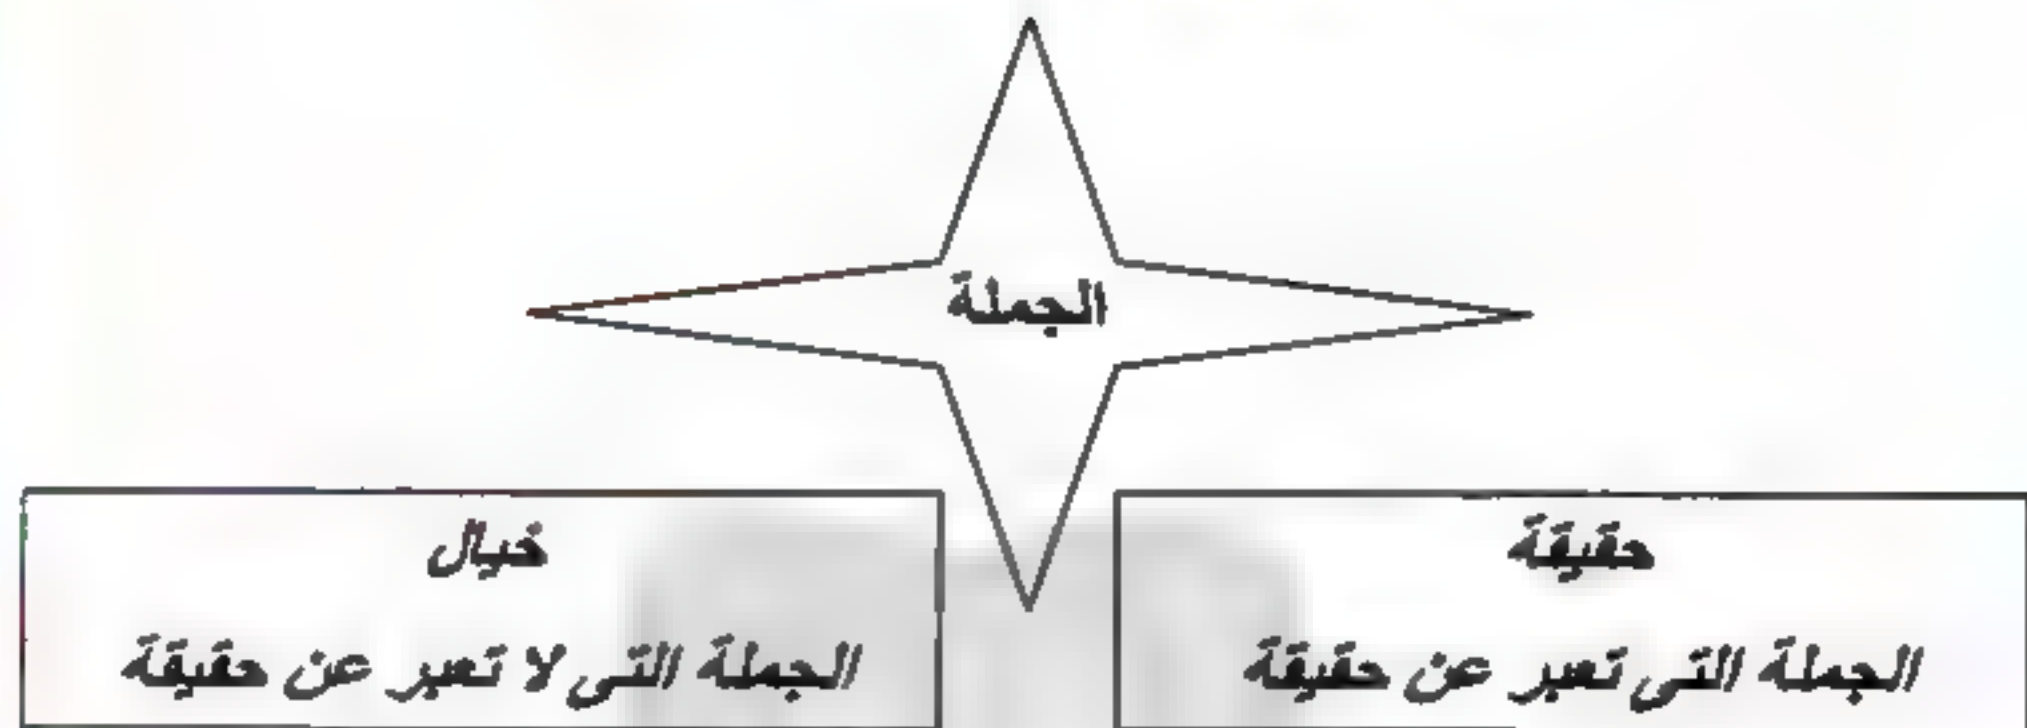 الجملة
حقيقة
الجملة التى تعبر عن حقيقة
خيال
الجملة التى لا تعبر عن حقيقة